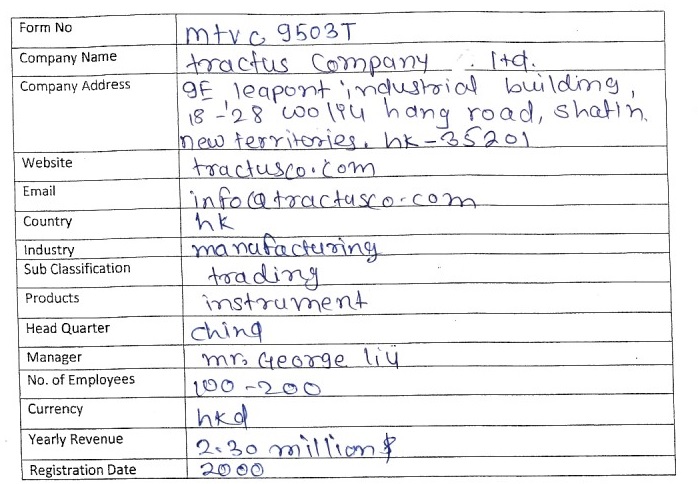 Form No mtvc 9503T
Company Name tractus Company . ltd.
Company Address 9F leapont industrial building,
18-28 wo liu hang road, shatin.
new territories. hk-35201
Website tractusco.com
Email info@tractusco.com
Country hk
Industry manufacturing
Sub Classification trading
Products instrument
Head Quarter china
Manager mr. George liu
No. of Employees 100-200
Currency hkd
Yearly Revenue 2.30 million $
Registration Date 2000